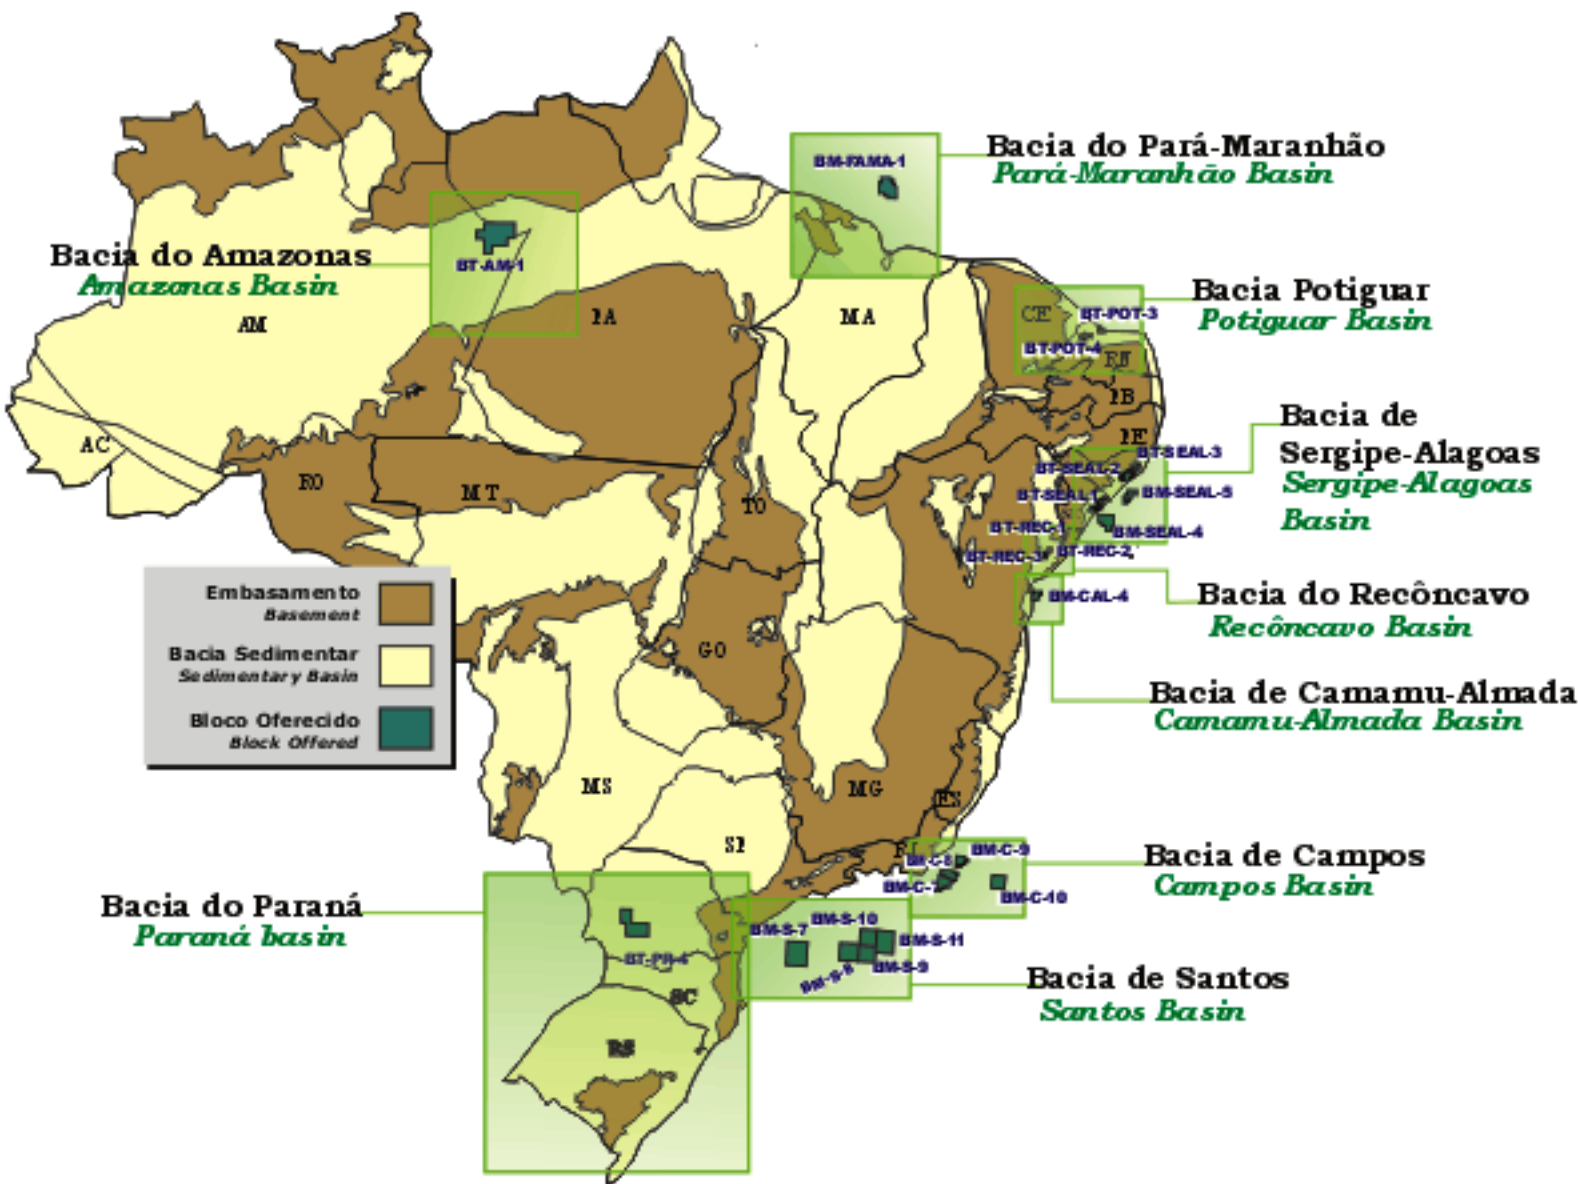 BM-PAMA-1
Bacia do Pará-Maranhão
Pará-Maranhão Basin
Bacia do Amazonas
Amazonas Basin
BT-AM-1
AM
PA
MA
Bacia Potiguar
Potiguar Basin
CE
BT-POT-3
BT-POT-4
RN
PB
PE
AC
RO
MT
TO
Bacia de
Sergipe-Alagoas
Sergipe-Alagoas
Basin
BT-SEAL-3
BT-SEAL-2
BT-SEAL1
BM-SEAL-5
BM-SEAL-4
BT-REC-1
BT-REC-2
BT-REC-3
Bacia do Recôncavo
Recôncavo Basin
BM-CAL-4
Bacia de Camamu-Almada
Camamu-Almada Basin
Embasamento
Basement
Bacia Sedimentar
Sedimentary Basin
Bloco Oferecido
Block Offered
GO
MS
MG
ES
SP
BM-C-8
BM-C-9
BM-C-7
BM-C-10
Bacia de Campos
Campos Basin
Bacia do Paraná
Paraná basin
BT-PR-4
SC
RS
BM-S-7
BM-S-10
BM-S-11
BM-S-8
BM-S-9
Bacia de Santos
Santos Basin